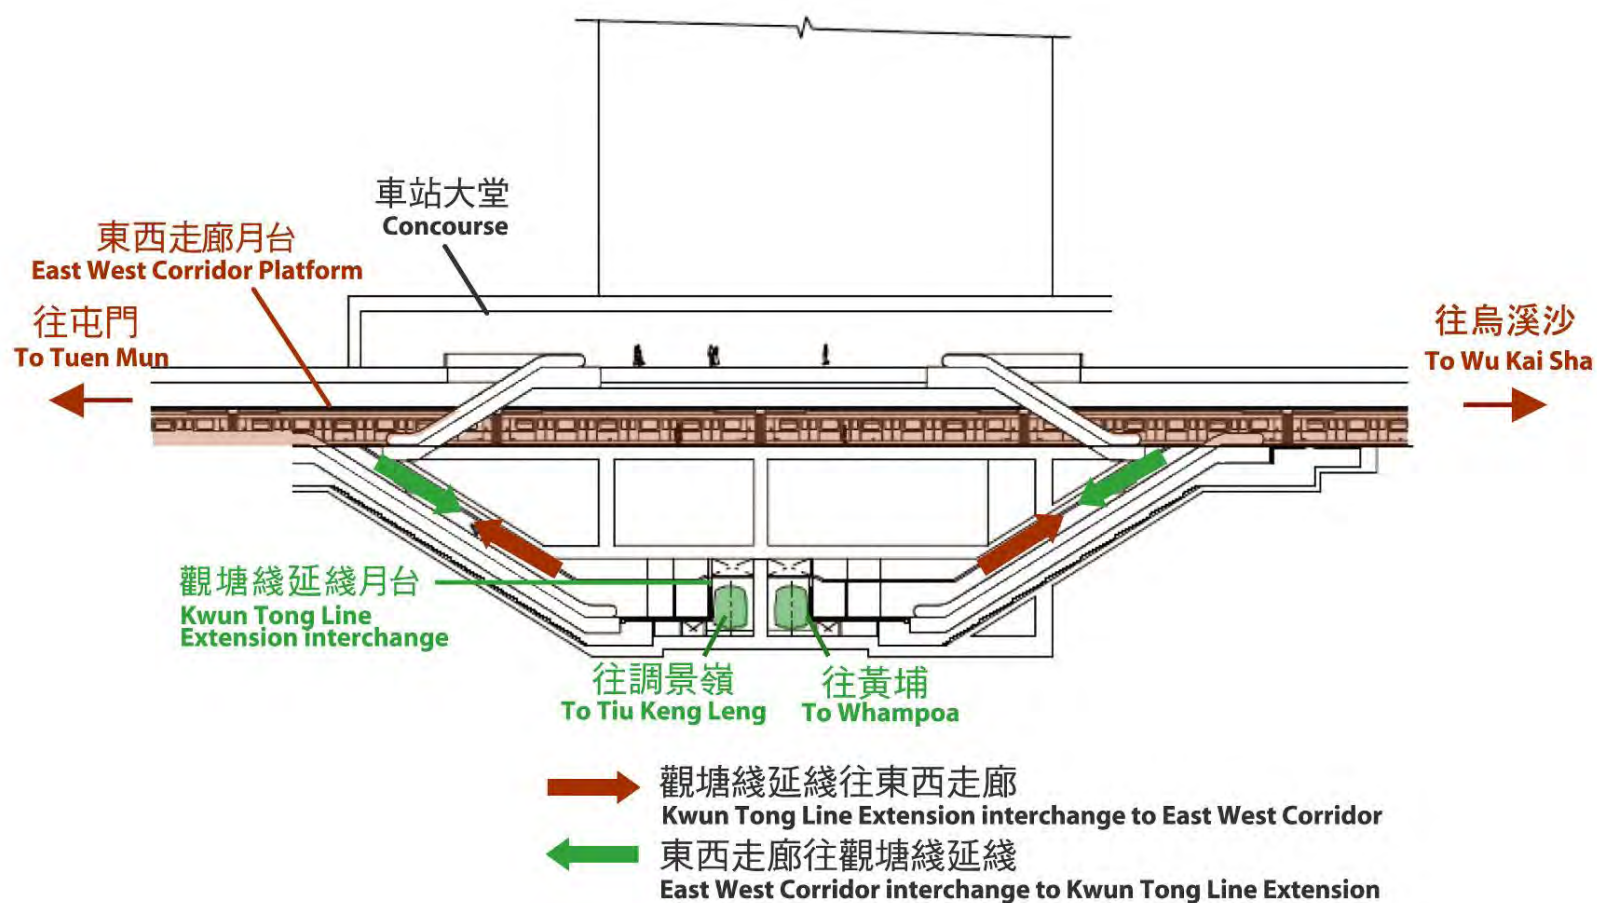 車站大堂
Concourse
東西走廊月台
East West Corridor Platform
往屯門
To Tuen Mun
往烏溪沙
To Wu Kai Sha
觀塘綫延綫月台
Kwun Tong Line
Extension interchange
往調景嶺
To Tiu Keng Leng
往黃埔
To Whampoa
觀塘綫延綫往東西走廊
Kwun Tong Line Extension interchange to East West Corridor
東西走廊往觀塘綫延綫
East West Corridor interchange to Kwun Tong Line Extension